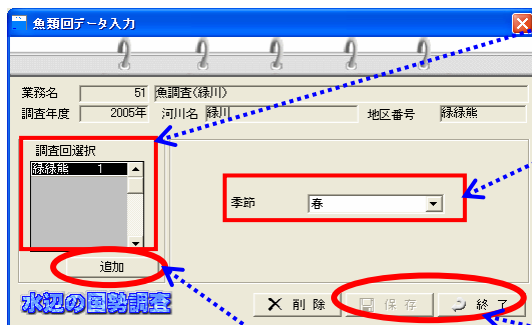 魚類回データ入力
業務名 51 魚調査〈緑川〉
調査年度 2005年 河川名 緑川 地区番号 緑緑熊
調査回選択
緑緑熊 1
季節 春
追加
水辺の国勢調査
削除 保存 終了